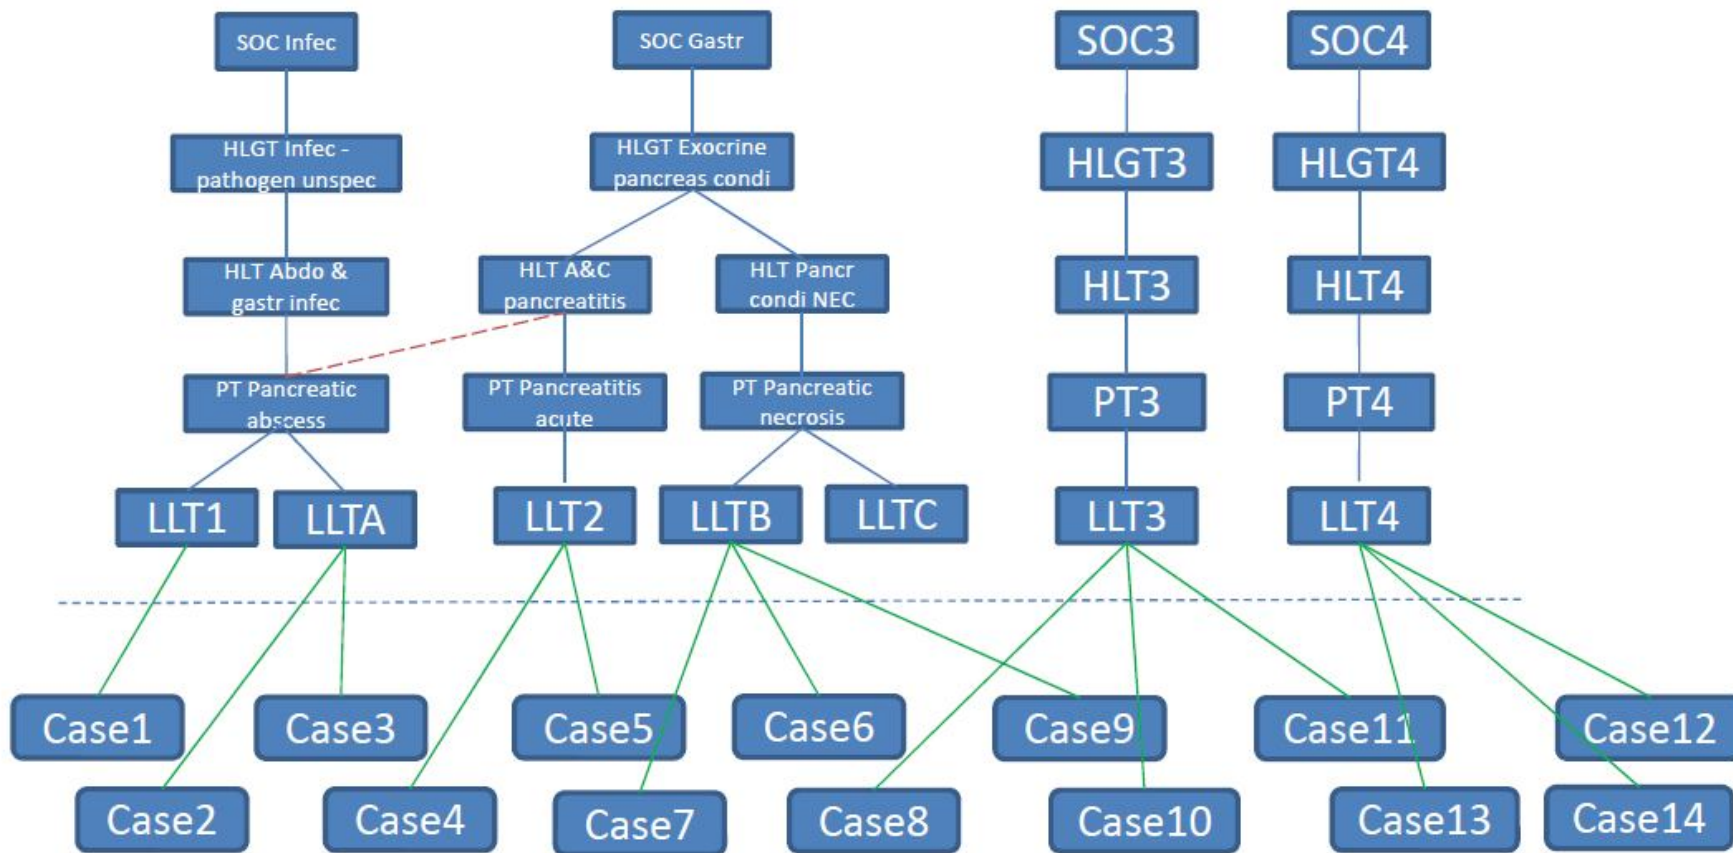 SOC Infec
SOC Gastr
SOC3
SOC4
HLGT Infec -
pathogen unspec
HLGT Exocrine
pancreas condi
HLGT3
HLGT4
HLT Abdo &
gastr infec
HLT A&C
pancreatitis
HLT Pancr
condi NEC
HLT3
HLT4
PT Pancreatic
abscess
PT Pancreatitis
acute
PT Pancreatic
necrosis
PT3
PT4
LLT1
LLTA
LLT2
LLTB
LLTC
LLT3
LLT4
Case1
Case3
Case5
Case6
Case9
Case11
Case12
Case2
Case4
Case7
Case8
Case10
Case13
Case14